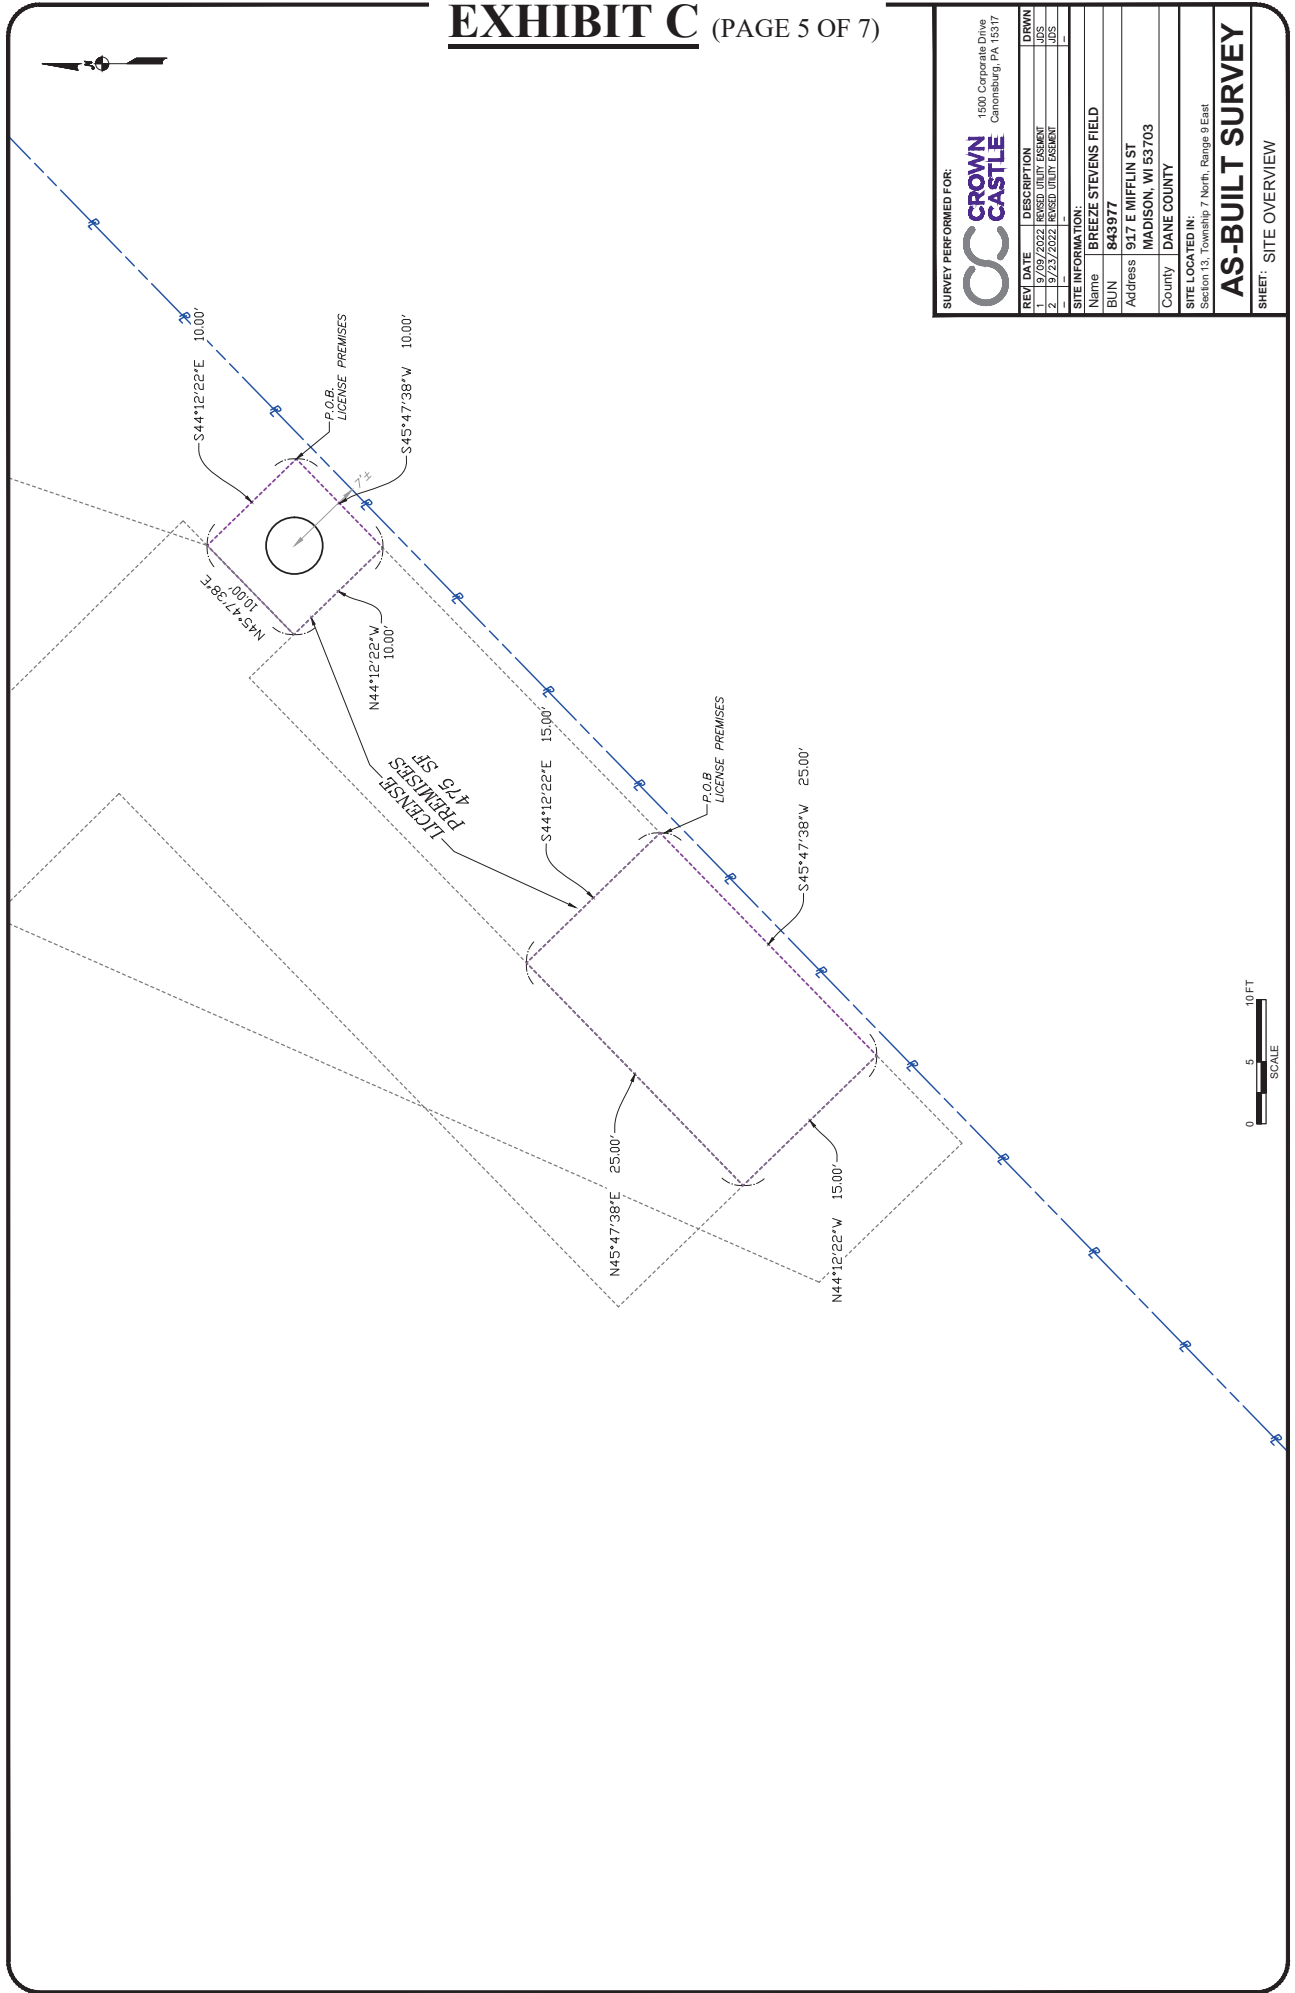 EXHIBIT C (PAGE 5 OF 7)
S44°12'22"E 10.00'
P.O.B.
LICENSE PREMISES
S45°47'38"W 10.00'
7'±
N45°47'38"E
10.00'
N44°12'22"W
10.00'
LICENSE
PREMISES
475 SF
S44°12'22"E 15.00'
P.O.B
LICENSE PREMISES
S45°47'38"W 25.00'
N45°47'38"E 25.00'
N44°12'22"W 15.00'
0 5 10 FT
SCALE
SURVEY PERFORMED FOR:
CROWN
CASTLE
1500 Corporate Drive
Canonsburg, PA 15317
REV DATE DESCRIPTION DRWN
1 9/09/2022 REVISED UTILITY EASEMENT JDS
2 9/23/2022 REVISED UTILITY EASEMENT JDS
– – – –
SITE INFORMATION:
Name BREEZE STEVENS FIELD
BUN 843977
Address 917 E MIFFLIN ST
MADISON, WI 53703
County DANE COUNTY
SITE LOCATED IN:
Section 13, Township 7 North, Range 9 East
AS-BUILT SURVEY
SHEET: SITE OVERVIEW